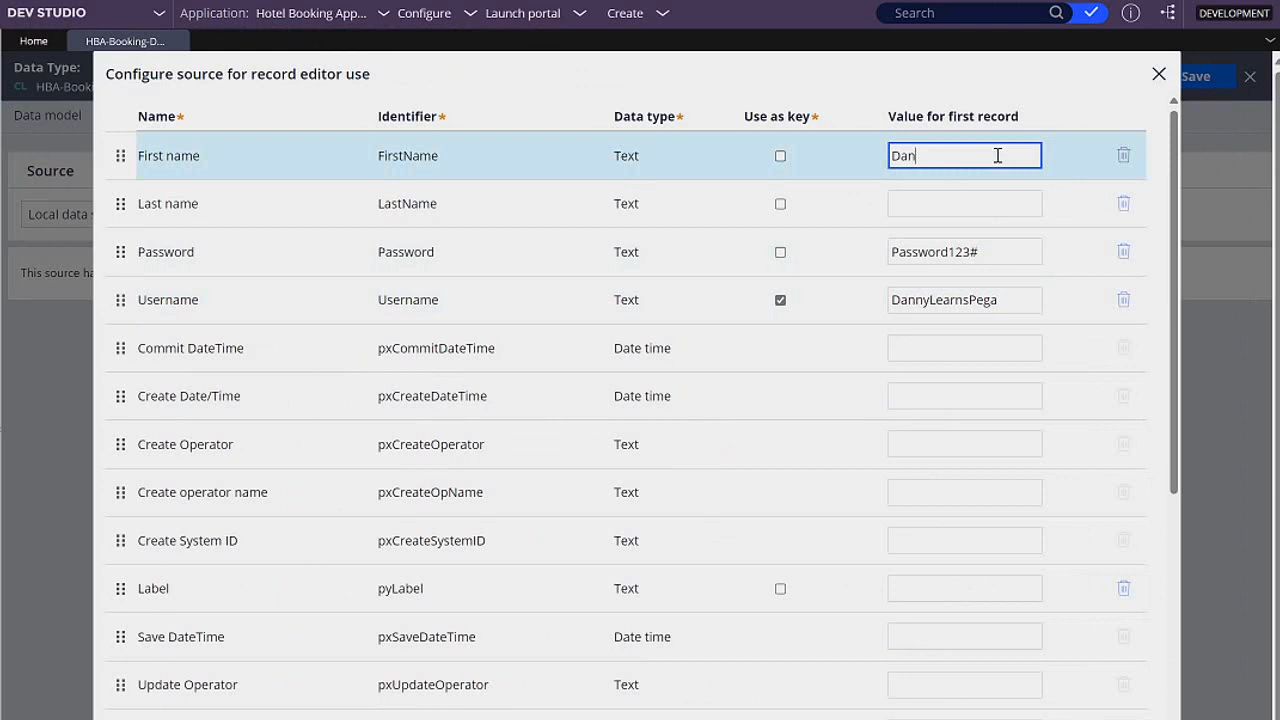 DEV STUDIO Application: Hotel Booking App... Configure Launch portal Create Search DEVELOPMENT
Home HBA-Booking-D...
Data Type:
CL HBA-Booki
Save
Data model
Source
Local data s
This source ha
Configure source for record editor use
Name* Identifier* Data type* Use as key* Value for first record
First name FirstName Text Dan
Last name LastName Text
Password Password Text Password123#
Username Username Text DannyLearnsPega
Commit DateTime pxCommitDateTime Date time
Create Date/Time pxCreateDateTime Date time
Create Operator pxCreateOperator Text
Create operator name pxCreateOpName Text
Create System ID pxCreateSystemID Text
Label pyLabel Text
Save DateTime pxSaveDateTime Date time
Update Operator pxUpdateOperator Text